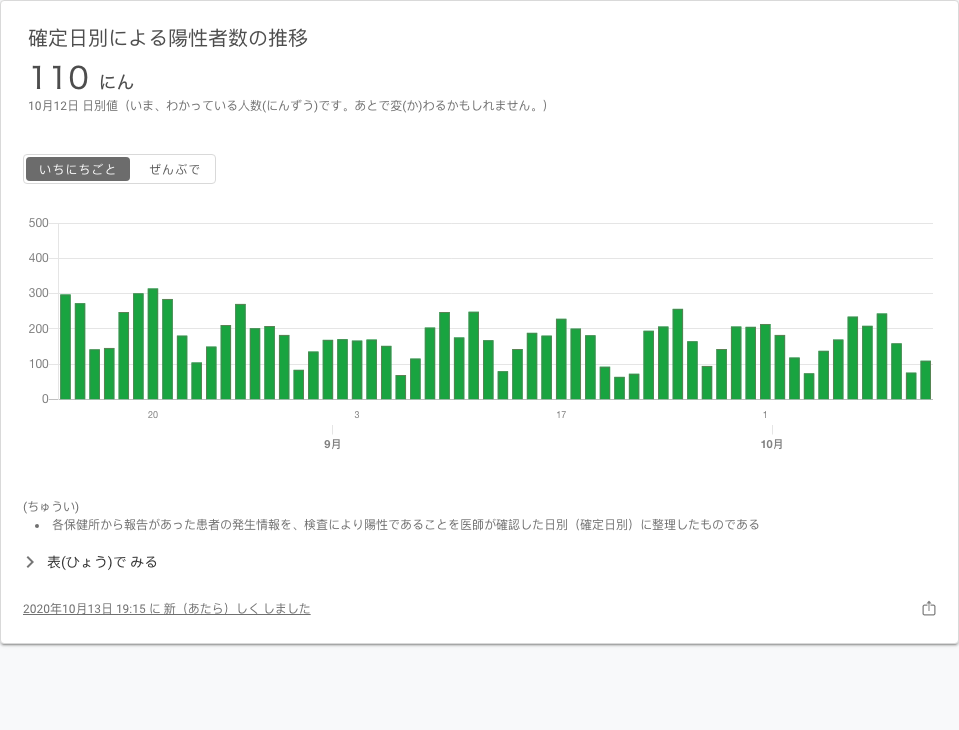 確定日別による陽性者数の推移
110 にん
10月12日 日別値（いま、わかっている人数(にんずう)です。あとで変(か)わるかもしれません。）
いちにちごと ぜんぶで
500
400
300
200
100
0
20 3 17 1
9月 10月
(ちゅうい)
• 各保健所から報告があった患者の発生情報を、検査により陽性であることを医師が確認した日別（確定日別）に整理したものである
表(ひょう)で みる
2020年10月13日 19:15 に 新（あたら）しく しました